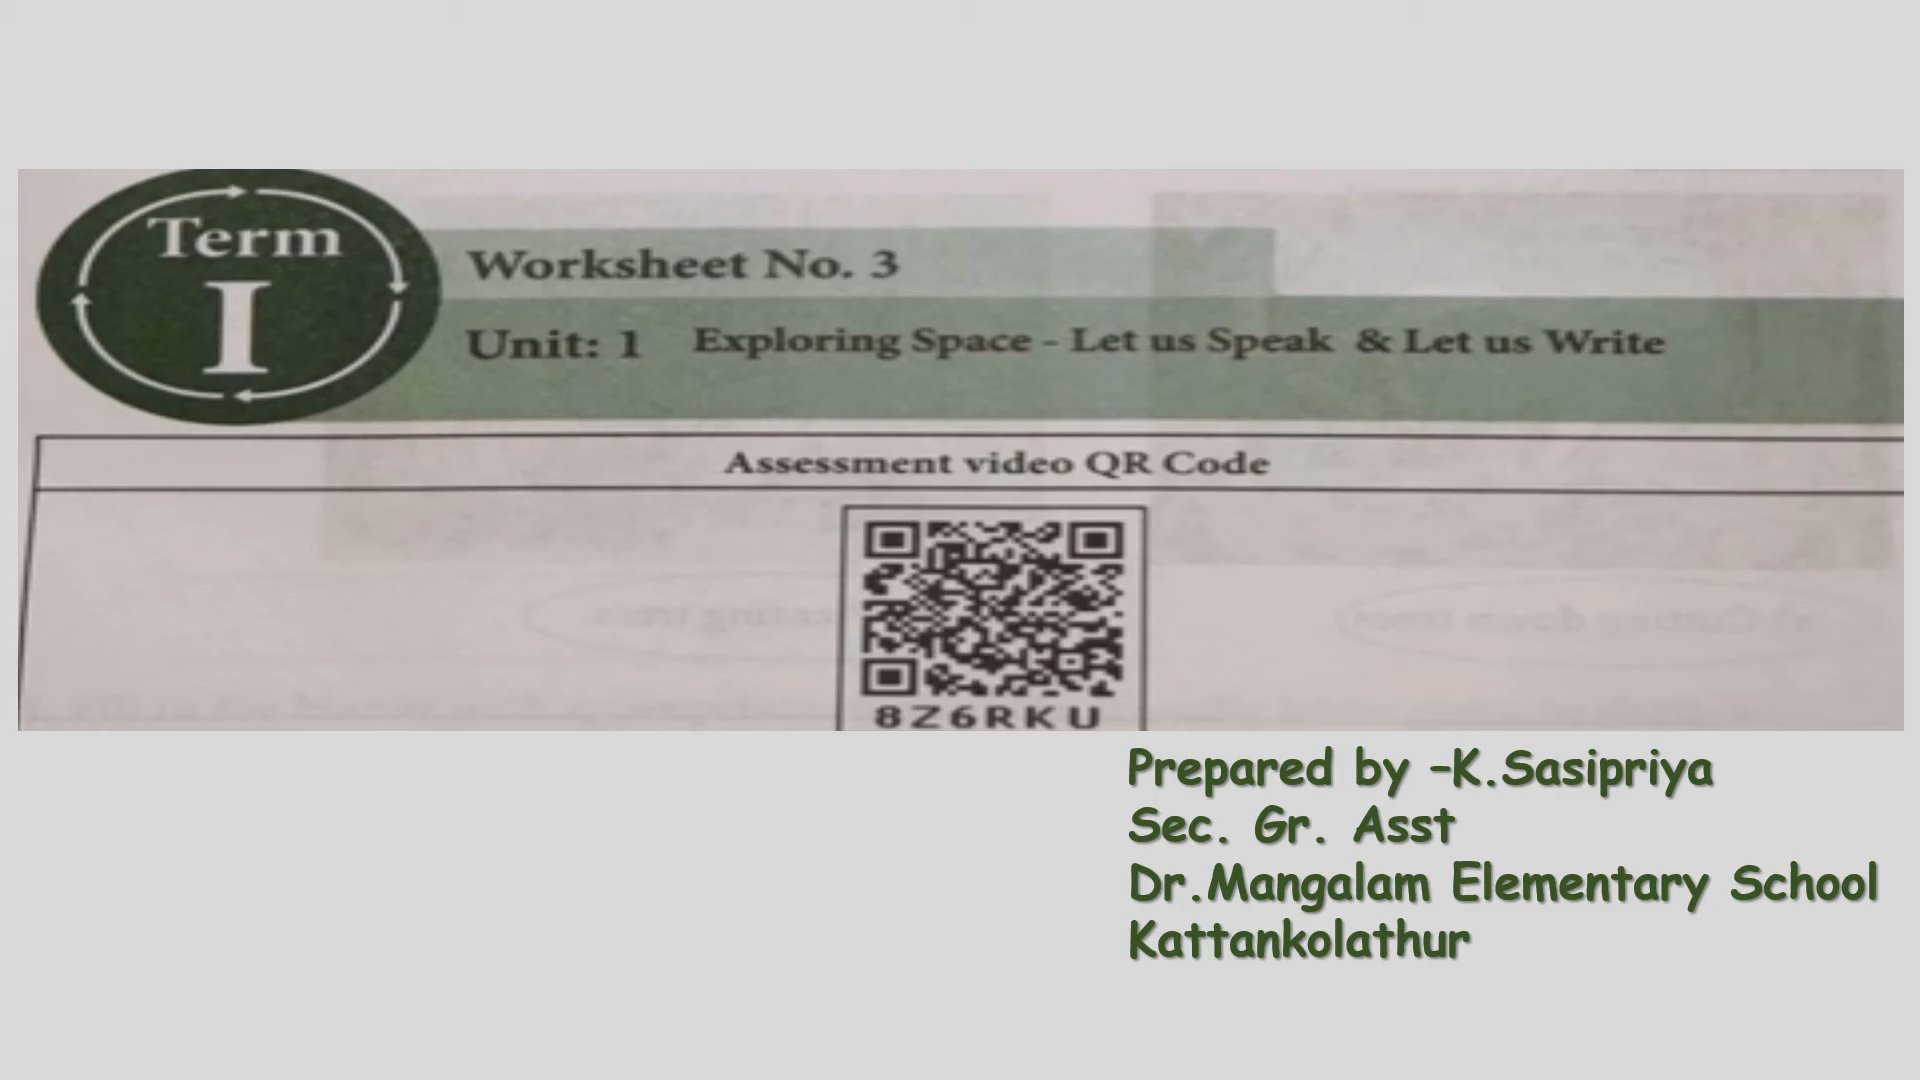 Term
I
Worksheet No. 3
Unit: 1 Exploring Space - Let us Speak & Let us Write
Assessment video QR Code
8Z6RKU
Prepared by –K.Sasipriya
Sec. Gr. Asst
Dr.Mangalam Elementary School
Kattankolathur